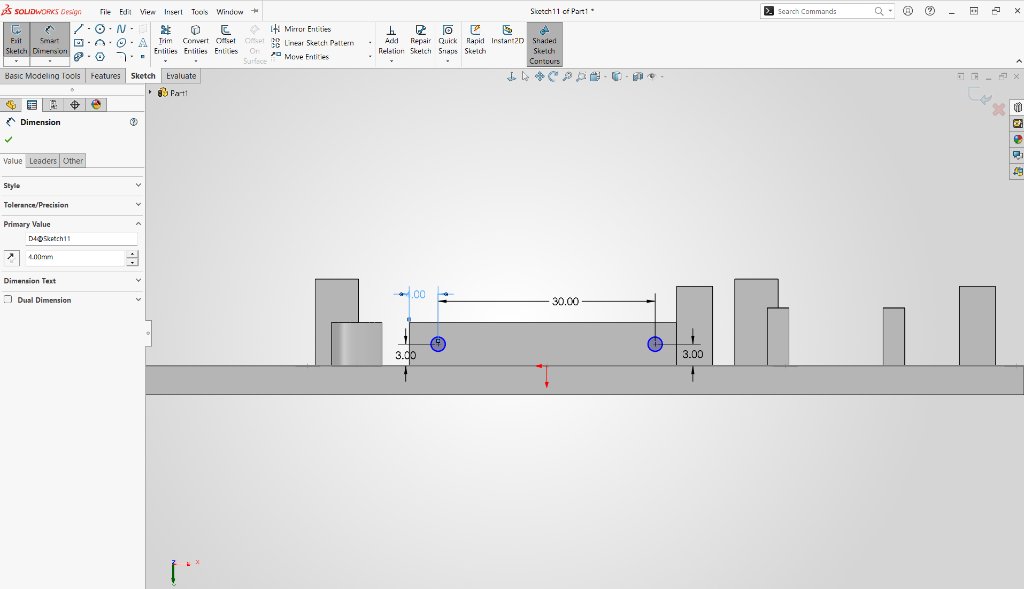 SOLIDWORKS Design File Edit View Insert Tools Window Sketch11 of Part1 * Search Commands
Exit Sketch
Smart Dimension
Trim Entities
Convert Entities
Offset Entities
Offset On Surface
Mirror Entities
Linear Sketch Pattern
Move Entities
Add Relation
Repair Sketch
Quick Snaps
Rapid Sketch
Instant2D
Shaded Sketch Contours
Basic Modeling Tools Features Sketch Evaluate
Part1
Dimension
Value Leaders Other
Style
Tolerance/Precision
Primary Value
D4@Sketch11
4.00mm
Dimension Text
Dual Dimension
.00
30.00
3.00
3.00
Z
X